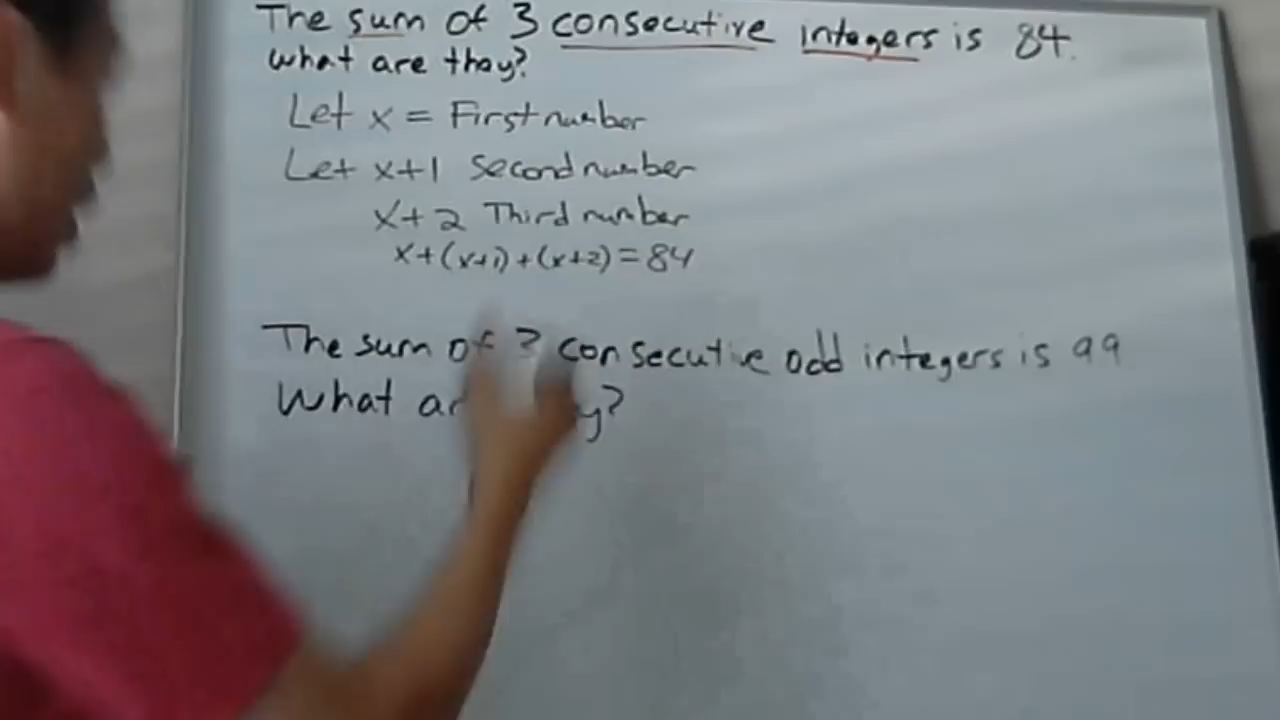 The sum of 3 consecutive integers is 84.
What are they?
Let x = First number
Let x+1 Second number
x+2 Third number
x+(x+1)+(x+2)=84
The sum of 3 consecutive odd integers is 99
What